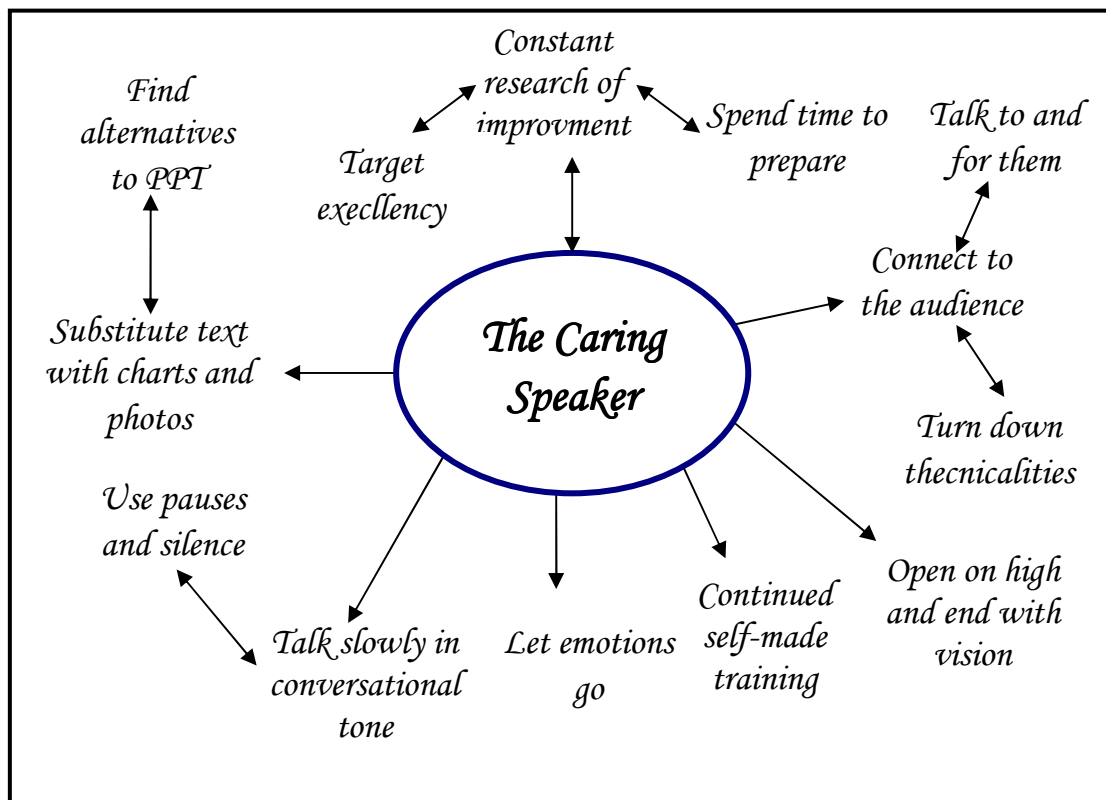 Constant
research of
improvment
Find
alternatives
to PPT
Target
execllency
Spend time to
prepare
Talk to and
for them
Connect to
the audience
Turn down
thecnicalities
The Caring
Speaker
Substitute text
with charts and
photos
Use pauses
and silence
Talk slowly in
conversational
tone
Let emotions
go
Continued
self-made
training
Open on high
and end with
vision